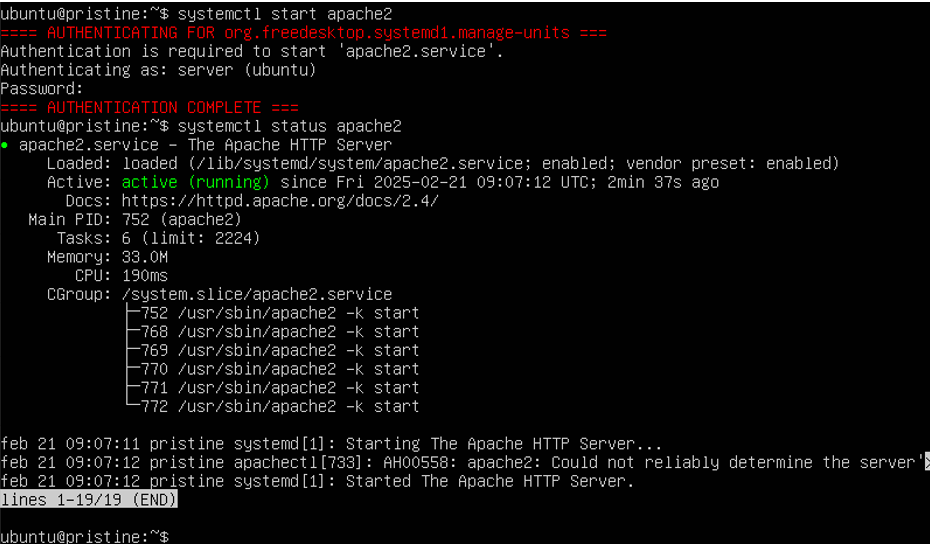 ubuntu@pristine:~$ systemctl start apache2
==== AUTHENTICATING FOR org.freedesktop.systemd1.manage-units ===
Authentication is required to start 'apache2.service'.
Authenticating as: server (ubuntu)
Password:
==== AUTHENTICATION COMPLETE ===
ubuntu@pristine:~$ systemctl status apache2
● apache2.service - The Apache HTTP Server
     Loaded: loaded (/lib/systemd/system/apache2.service; enabled; vendor preset: enabled)
     Active: active (running) since Fri 2025-02-21 09:07:12 UTC; 2min 37s ago
       Docs: https://httpd.apache.org/docs/2.4/
   Main PID: 752 (apache2)
      Tasks: 6 (limit: 2224)
     Memory: 33.0M
        CPU: 190ms
     CGroup: /system.slice/apache2.service
             ├─752 /usr/sbin/apache2 -k start
             ├─768 /usr/sbin/apache2 -k start
             ├─769 /usr/sbin/apache2 -k start
             ├─770 /usr/sbin/apache2 -k start
             ├─771 /usr/sbin/apache2 -k start
             └─772 /usr/sbin/apache2 -k start
feb 21 09:07:11 pristine systemd[1]: Starting The Apache HTTP Server...
feb 21 09:07:12 pristine apachectl[733]: AH00558: apache2: Could not reliably determine the server'>
feb 21 09:07:12 pristine systemd[1]: Started The Apache HTTP Server.
lines 1-19/19 (END)
ubuntu@pristine:~$